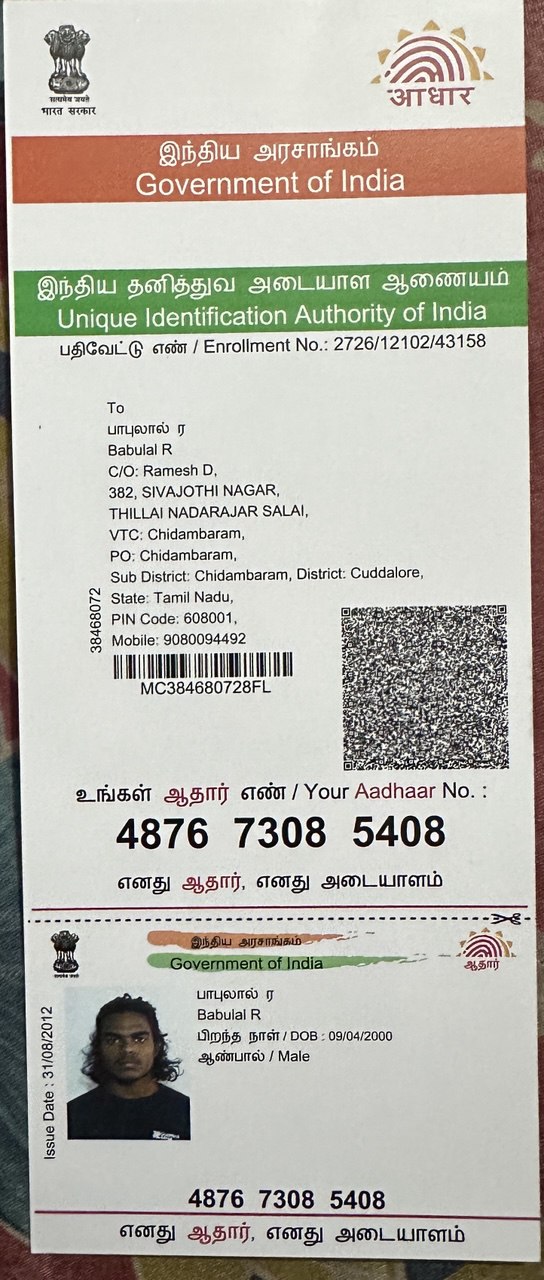 सत्यमेव जयते
भारत सरकार
आधार
இந்திய அரசாங்கம்
Government of India
இந்திய தனித்துவ அடையாள ஆணையம்
Unique Identification Authority of India
பதிவேட்டு எண் / Enrollment No.: 2726/12102/43158
To
பாபுலால் ர
Babulal R
C/O: Ramesh D,
382, SIVAJOTHI NAGAR,
THILLAI NADARAJAR SALAI,
VTC: Chidambaram,
PO: Chidambaram,
Sub District: Chidambaram, District: Cuddalore,
State: Tamil Nadu,
PIN Code: 608001,
Mobile: 9080094492
38468072
MC384680728FL
உங்கள் ஆதார் எண் / Your Aadhaar No. :
4876 7308 5408
எனது ஆதார், எனது அடையாளம்
இந்திய அரசாங்கம்
Government of India
ஆதார்
பாபுலால் ர
Babulal R
பிறந்த நாள் / DOB : 09/04/2000
ஆண்பால் / Male
Issue Date : 31/08/2012
4876 7308 5408
எனது ஆதார், எனது அடையாளம்